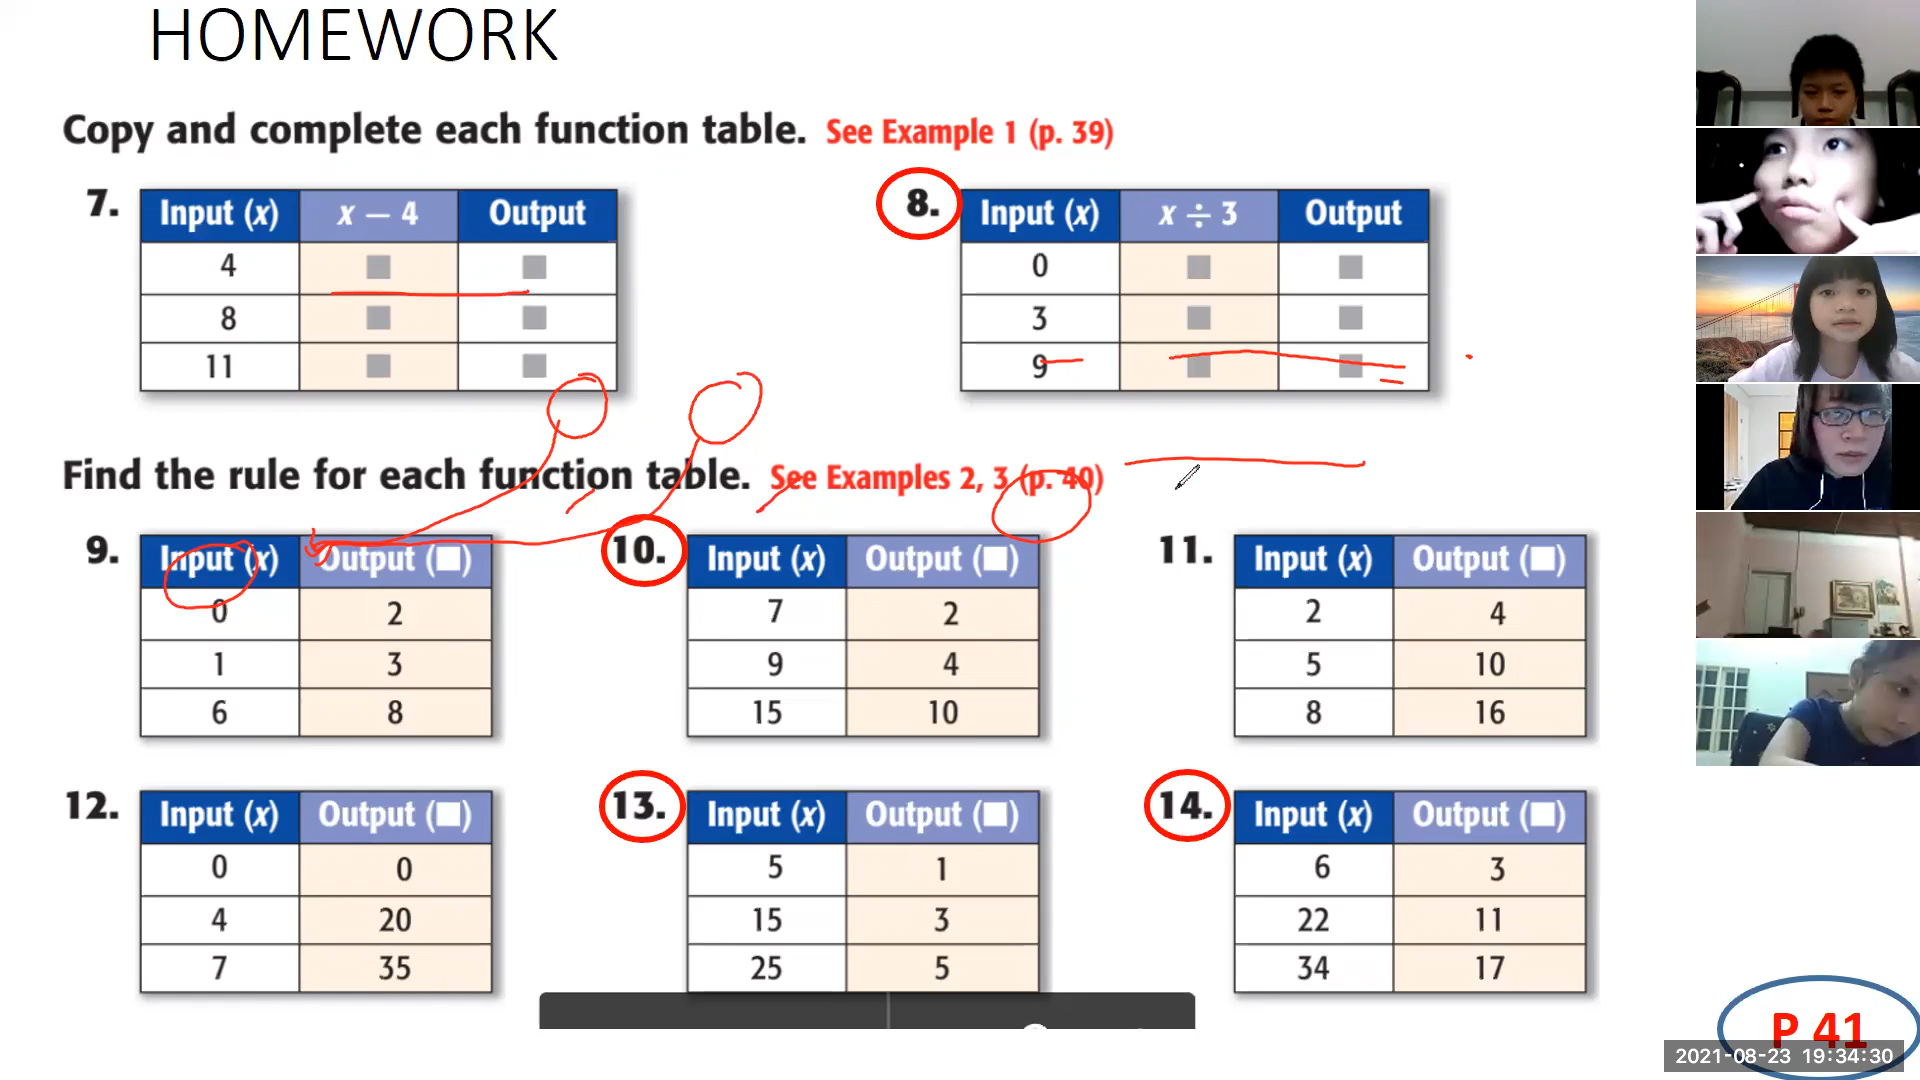 HOMEWORK
Copy and complete each function table. See Example 1 (p. 39)
7. Input (x) x − 4 Output
4
8
11
8. Input (x) x ÷ 3 Output
0
3
9
Find the rule for each function table. See Examples 2, 3 (p. 40)
9. Input (x) Output (■)
0 2
1 3
6 8
10. Input (x) Output (■)
7 2
9 4
15 10
11. Input (x) Output (■)
2 4
5 10
8 16
12. Input (x) Output (■)
0 0
4 20
7 35
13. Input (x) Output (■)
5 1
15 3
25 5
14. Input (x) Output (■)
6 3
22 11
34 17
P 41
2021-08-23 19:34:30